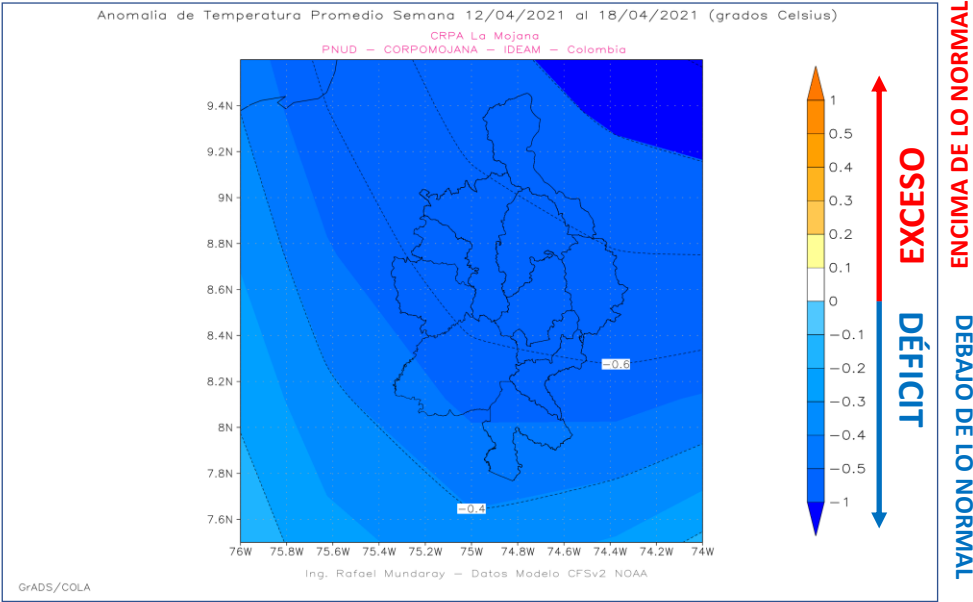 Anomalia de Temperatura Promedio Semana 12/04/2021 al 18/04/2021 (grados Celsius)
CRPA La Mojana
PNUD — CORPOMOJANA — IDEAM — Colombia
9.4N
9.2N
9N
8.8N
8.6N
8.4N
8.2N
8N
7.8N
7.6N
−0.6
−0.4
76W 75.8W 75.6W 75.4W 75.2W 75W 74.8W 74.6W 74.4W 74.2W 74W
Ing. Rafael Mundaray — Datos Modelo CFSv2 NOAA
GrADS/COLA
1
0.5
0.4
0.3
0.2
0.1
0
−0.1
−0.2
−0.3
−0.4
−0.5
−1
EXCESO
DÉFICIT
ENCIMA DE LO NORMAL
DEBAJO DE LO NORMAL